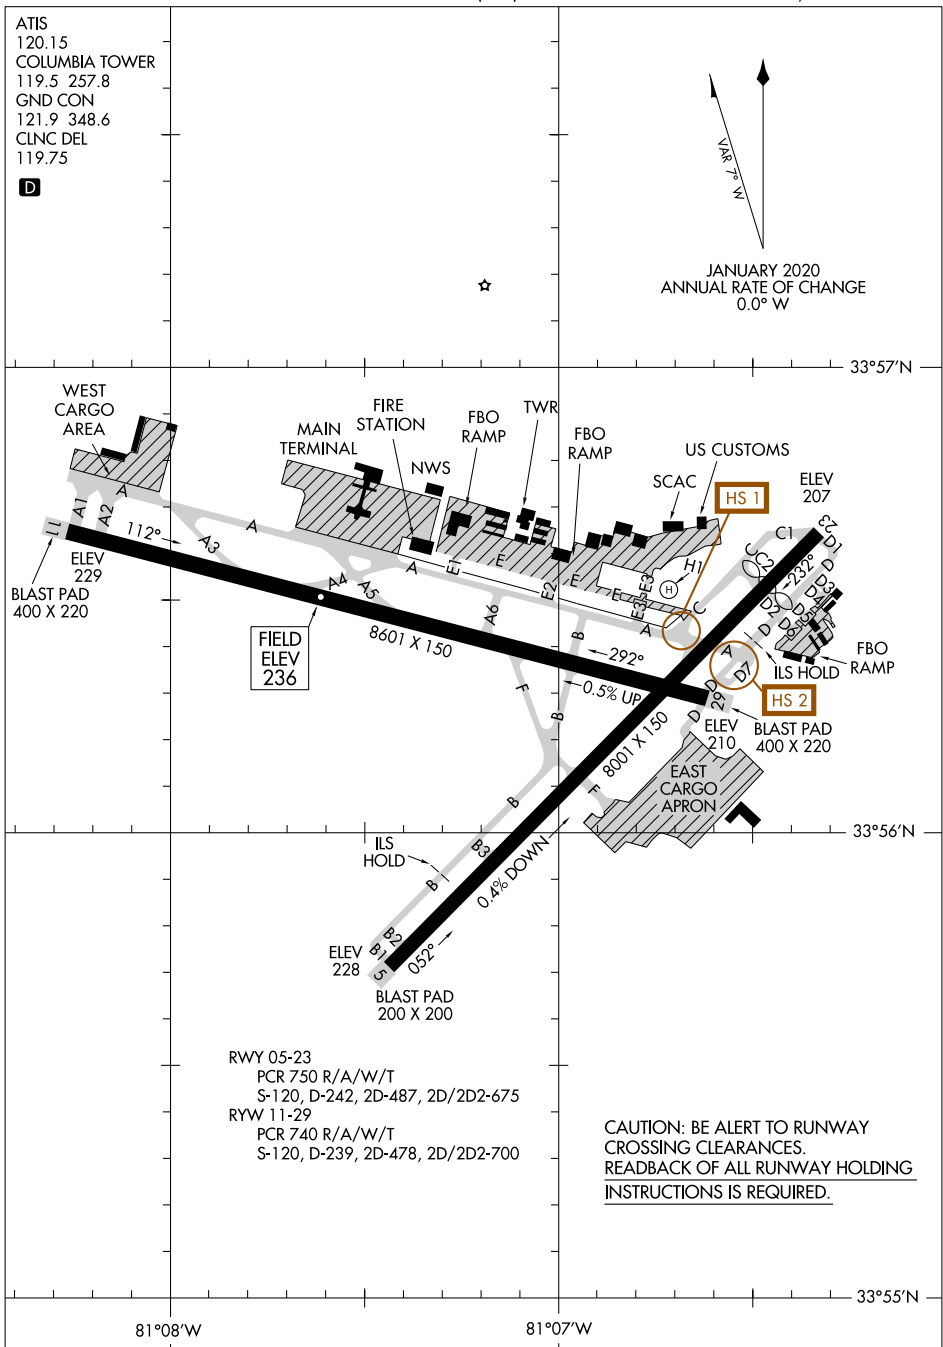 ATIS
120.15
COLUMBIA TOWER
119.5 257.8
GND CON
121.9 348.6
CLNC DEL
119.75
D
VAR 7° W
JANUARY 2020
ANNUAL RATE OF CHANGE
0.0° W
33°57'N
WEST
CARGO
AREA
MAIN
TERMINAL
FIRE
STATION
NWS
FBO
RAMP
TWR
FBO
RAMP
SCAC
US CUSTOMS
HS 1
ELEV
207
23
A
A1
A2
11
112°
ELEV
229
BLAST PAD
400 X 220
A3
A
A4
A5
A
E1
E
E2
E
E
E3
E3
H1
H
A
C
C
C2
C1
D1
D
232°
D3
D4
D5
D2
D6
D
FBO
RAMP
ILS HOLD
A
D7
HS 2
FIELD
ELEV
236
8601 X 150
A6
B
292°
0.5% UP
F
B
D
D
29
ELEV
210
BLAST PAD
400 X 220
8001 X 150
EAST
CARGO
APRON
F
B
33°56'N
ILS
HOLD
B3
B
0.4% DOWN
B2
B1
ELEV
228
5
052°
BLAST PAD
200 X 200
RWY 05-23
PCR 750 R/A/W/T
S-120, D-242, 2D-487, 2D/2D2-675
RYW 11-29
PCR 740 R/A/W/T
S-120, D-239, 2D-478, 2D/2D2-700
CAUTION: BE ALERT TO RUNWAY
CROSSING CLEARANCES.
READBACK OF ALL RUNWAY HOLDING
INSTRUCTIONS IS REQUIRED.
33°55'N
81°08'W
81°07'W